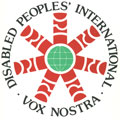 · DISABLED PEOPLES' INTERNATIONAL ·
VOX NOSTRA